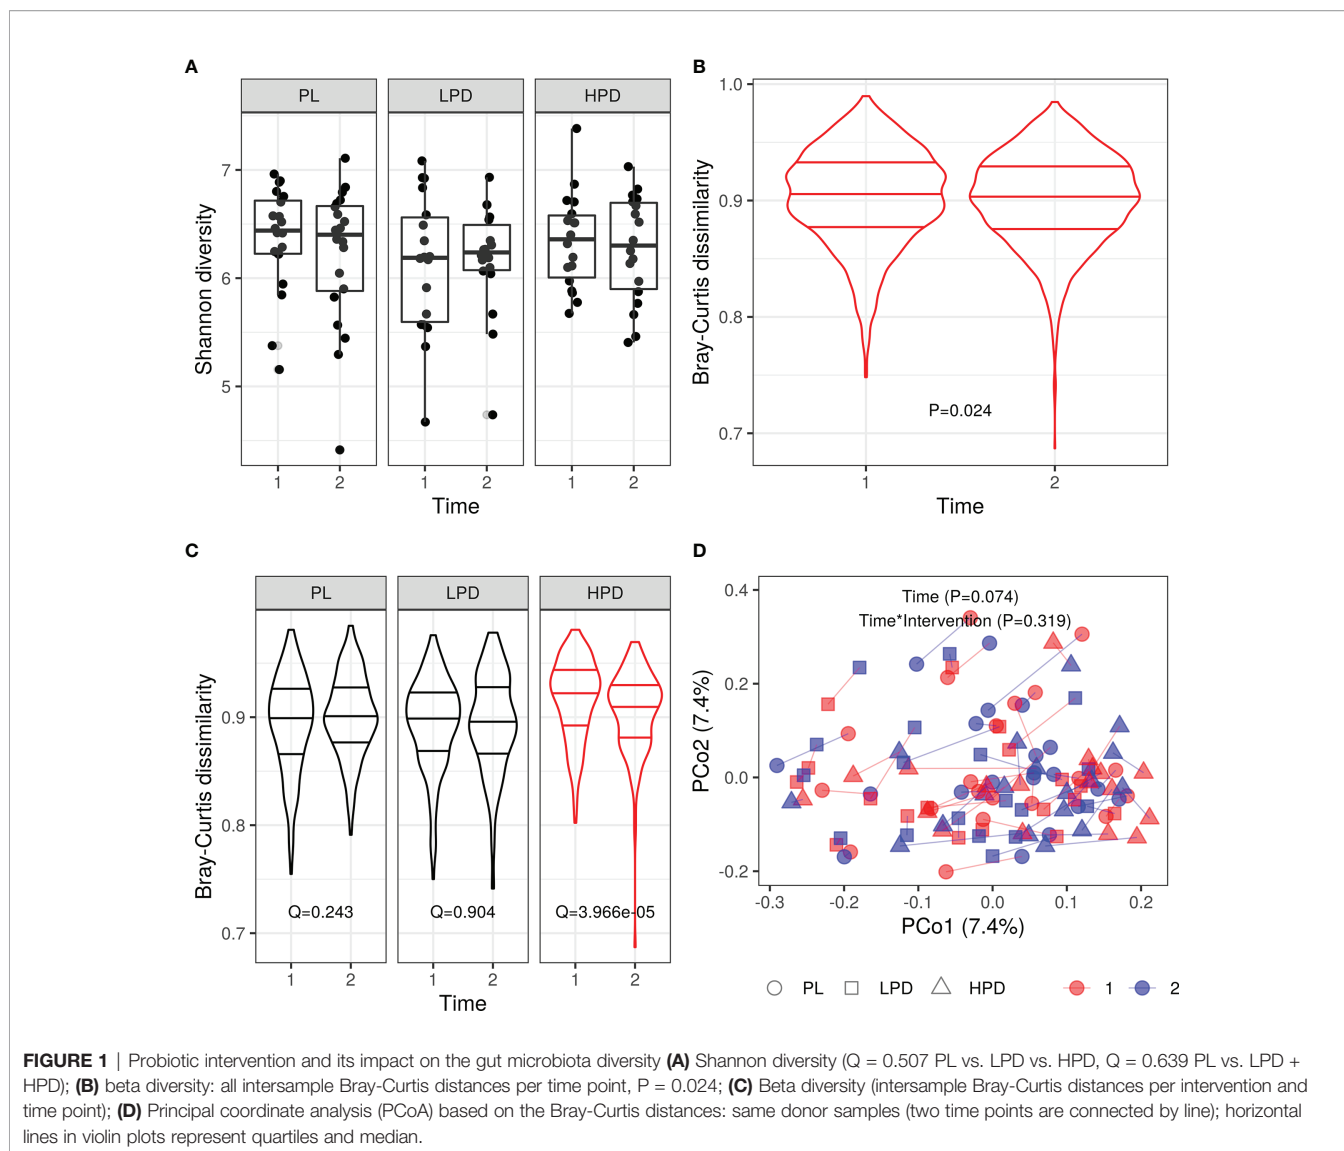 A
PL LPD HPD
Shannon diversity
7
6
5
1 2 1 2 1 2
Time
B
Bray-Curtis dissimilarity
1.0
0.9
0.8
0.7
P=0.024
1 2
Time
C
PL LPD HPD
Bray-Curtis dissimilarity
0.9
0.8
0.7
Q=0.243 Q=0.904 Q=3.966e-05
1 2 1 2 1 2
Time
D
Time (P=0.074)
Time*Intervention (P=0.319)
PCo2 (7.4%)
0.4
0.2
0.0
-0.2
-0.3 -0.2 -0.1 0.0 0.1 0.2
PCo1 (7.4%)
PL LPD HPD 1 2
FIGURE 1 | Probiotic intervention and its impact on the gut microbiota diversity (A) Shannon diversity (Q = 0.507 PL vs. LPD vs. HPD, Q = 0.639 PL vs. LPD +
HPD); (B) beta diversity: all intersample Bray-Curtis distances per time point, P = 0.024; (C) Beta diversity (intersample Bray-Curtis distances per intervention and
time point); (D) Principal coordinate analysis (PCoA) based on the Bray-Curtis distances: same donor samples (two time points are connected by line); horizontal
lines in violin plots represent quartiles and median.